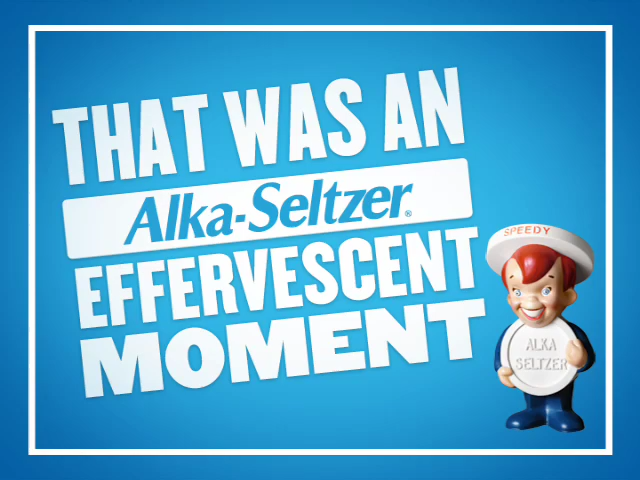 THAT WAS AN
Alka-Seltzer®
EFFERVESCENT
MOMENT
SPEEDY
ALKA
SELTZER